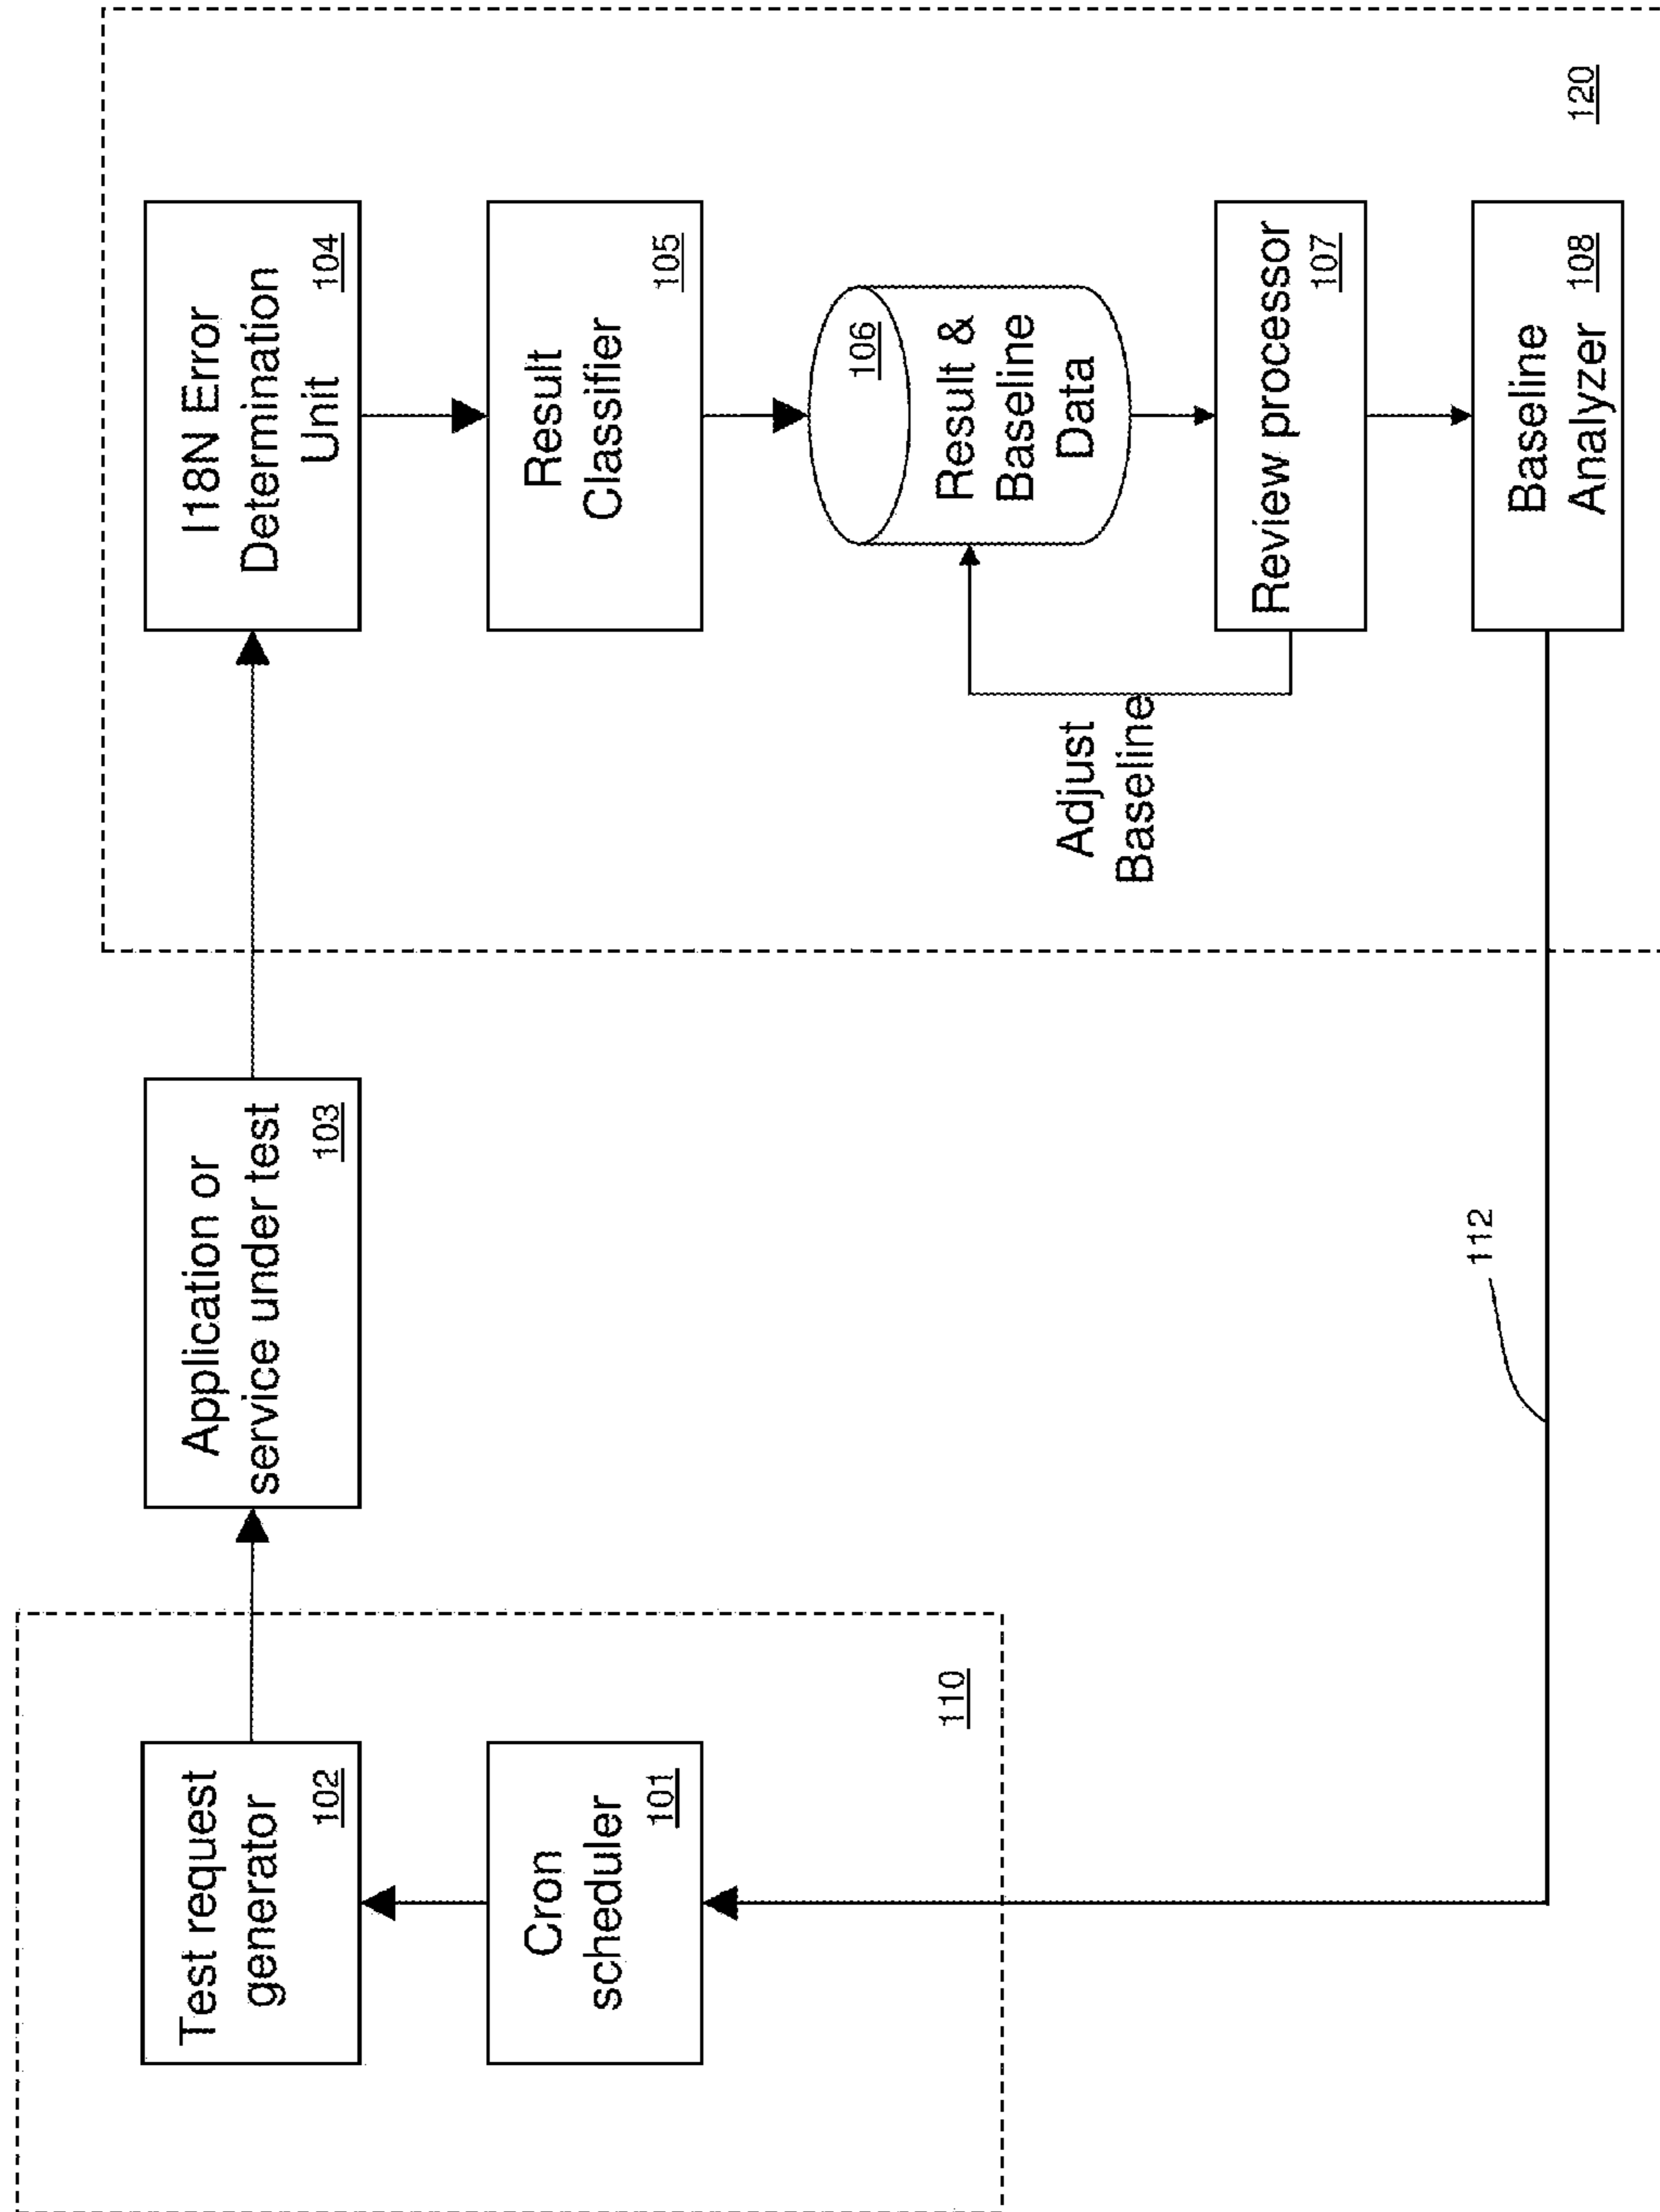 Test request
generator
102
Cron
scheduler
101
110
Application or
service under test
103
112
I18N Error
Determination
Unit
104
Result
Classifier
105
106
Result &
Baseline
Data
Adjust
Baseline
Review processor
107
Baseline
Analyzer
108
120